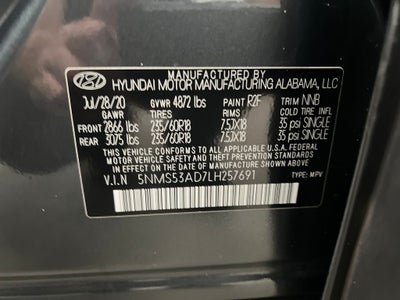 MANUFACTURED BY
HYUNDAI MOTOR MANUFACTURING ALABAMA, LLC
Jul/28/20 GVWR 4872 lbs PAINT R2F TRIM NNB
GAWR TIRES RIMS COLD TIRE INFL
FRONT 2866 lbs 235/60R18 7.5JX18 35 psi SINGLE
REAR 3075 lbs 235/60R18 7.5JX18 35 psi SINGLE
THIS VEHICLE CONFORMS TO ALL APPLICABLE U.S. FEDERAL
MOTOR VEHICLE SAFETY AND THEFT PREVENTION STANDARDS
IN EFFECT ON THE DATE OF MANUFACTURE SHOWN ABOVE.
V.I.N 5NMS53AD7LH257691 TYPE: MPV